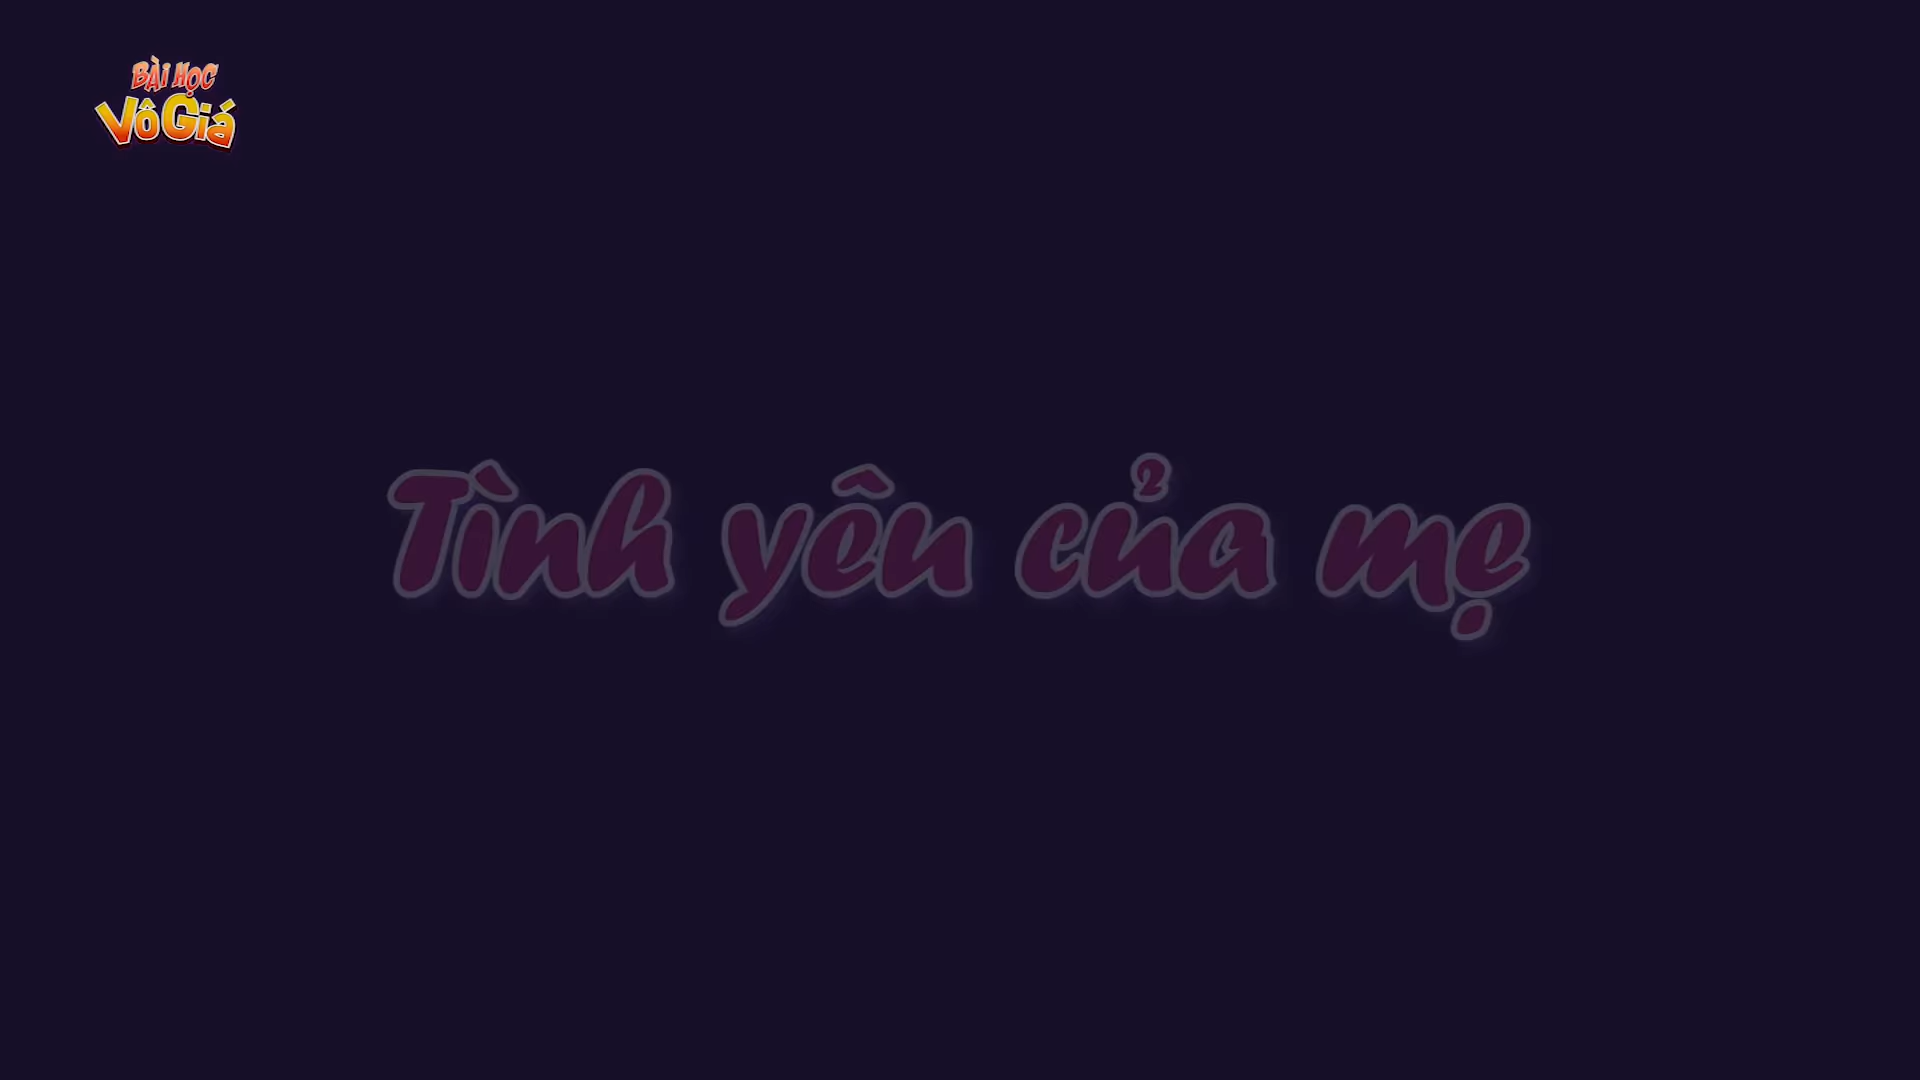 BÀI HỌC
Vô Giá
Tình yêu của mẹ